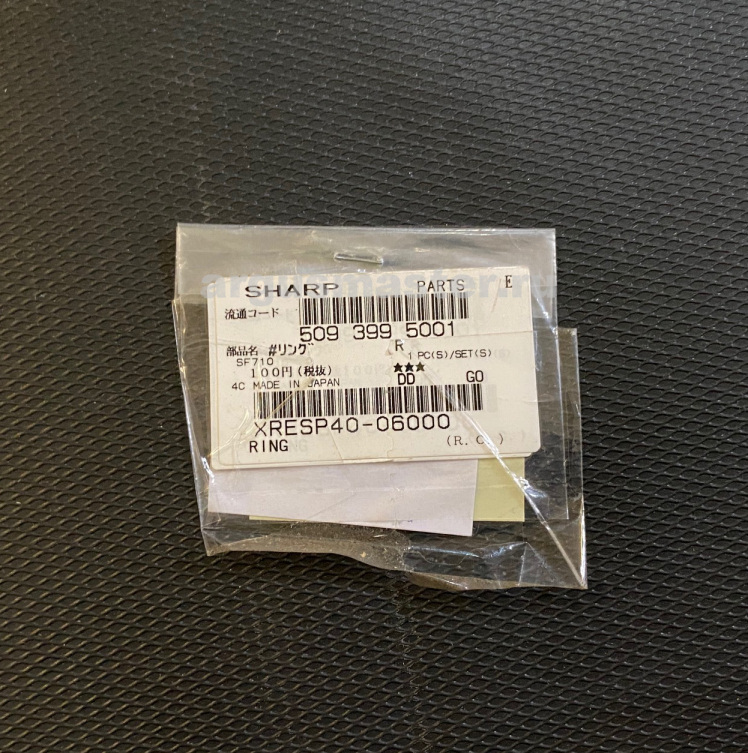 SHARP PARTS E
流通コード
509 399 5001
部品名 #リング R 1 PC(S)/SET(S)
SF710
100円(税抜) ★★★
4C MADE IN JAPAN DD GO
XRESP40-06000
RING (R. C. )